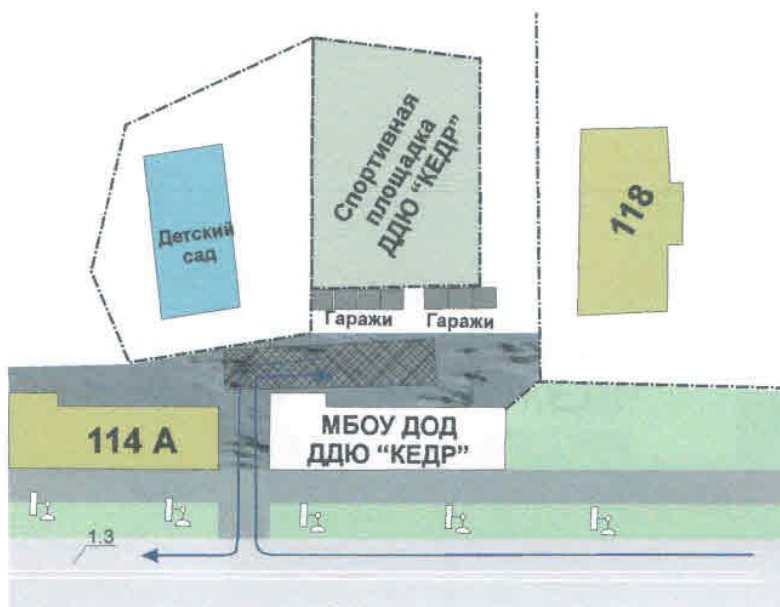 Спортивная
площадка
ДДЮ "КЕДР"
118
Детский
сад
Гаражи
Гаражи
114 А
МБОУ ДОД
ДДЮ "КЕДР"
1.3